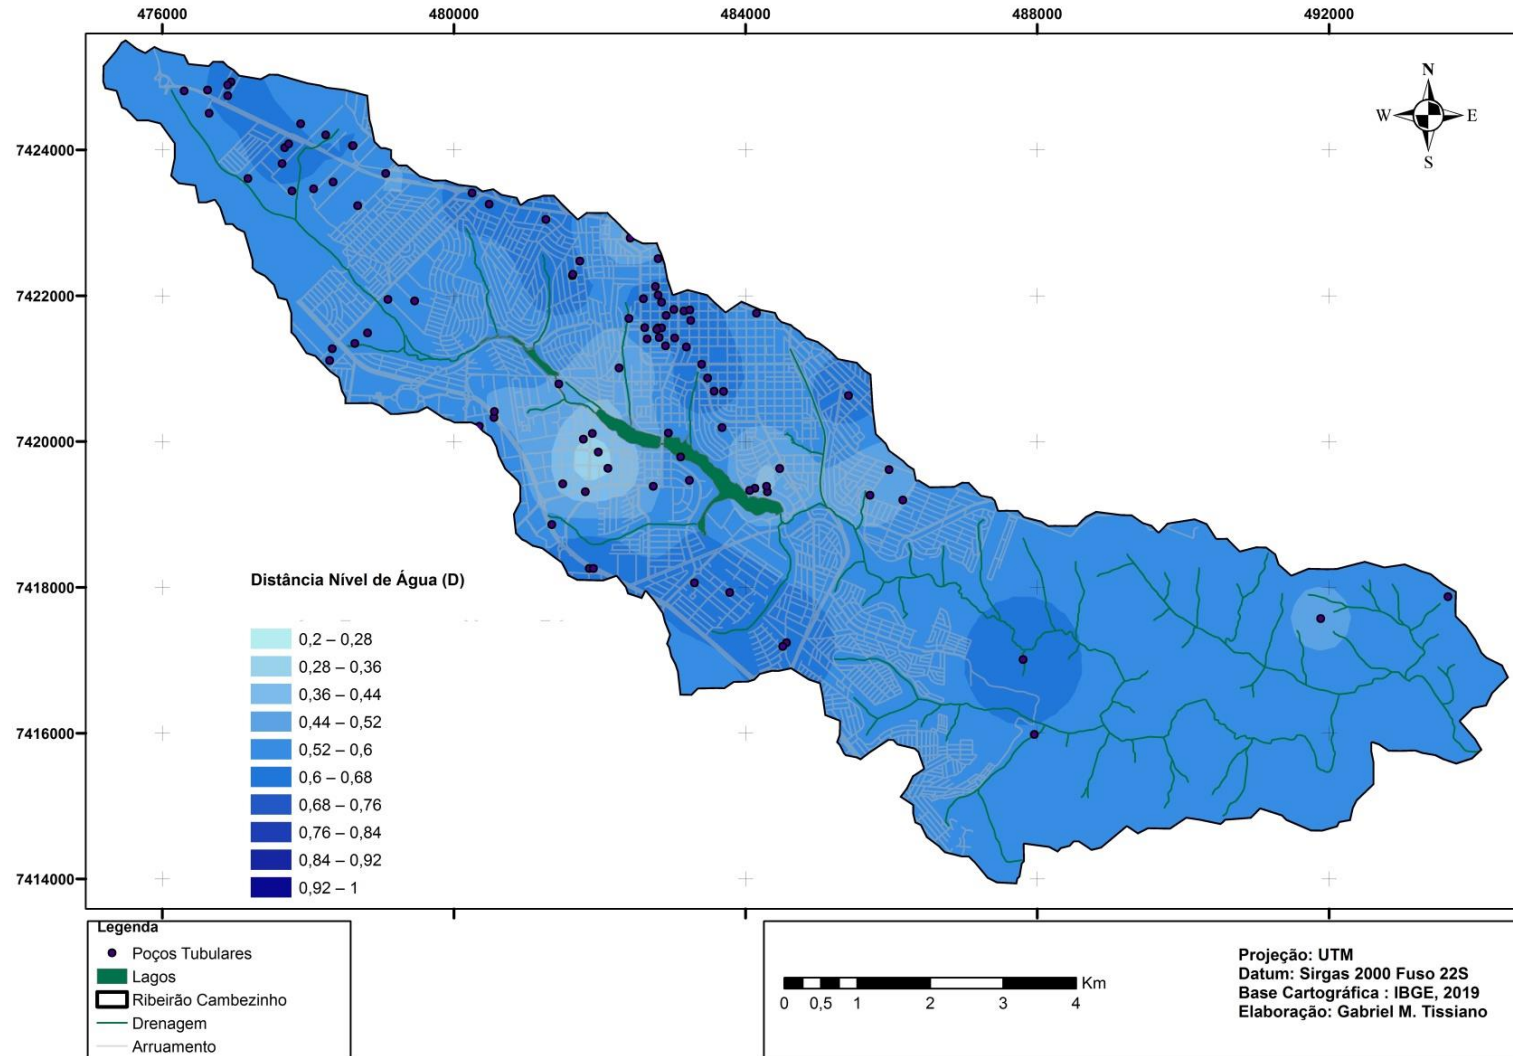 476000
480000
484000
488000
492000
N
W
E
S
7424000
7422000
7420000
7418000
7416000
7414000
Distância Nível de Água (D)
0,2 – 0,28
0,28 – 0,36
0,36 – 0,44
0,44 – 0,52
0,52 – 0,6
0,6 – 0,68
0,68 – 0,76
0,76 – 0,84
0,84 – 0,92
0,92 – 1
Legenda
Poços Tubulares
Lagos
Ribeirão Cambezinho
Drenagem
Arruamento
Km
0 0,5 1 2 3 4
Projeção: UTM
Datum: Sirgas 2000 Fuso 22S
Base Cartográfica : IBGE, 2019
Elaboração: Gabriel M. Tissiano